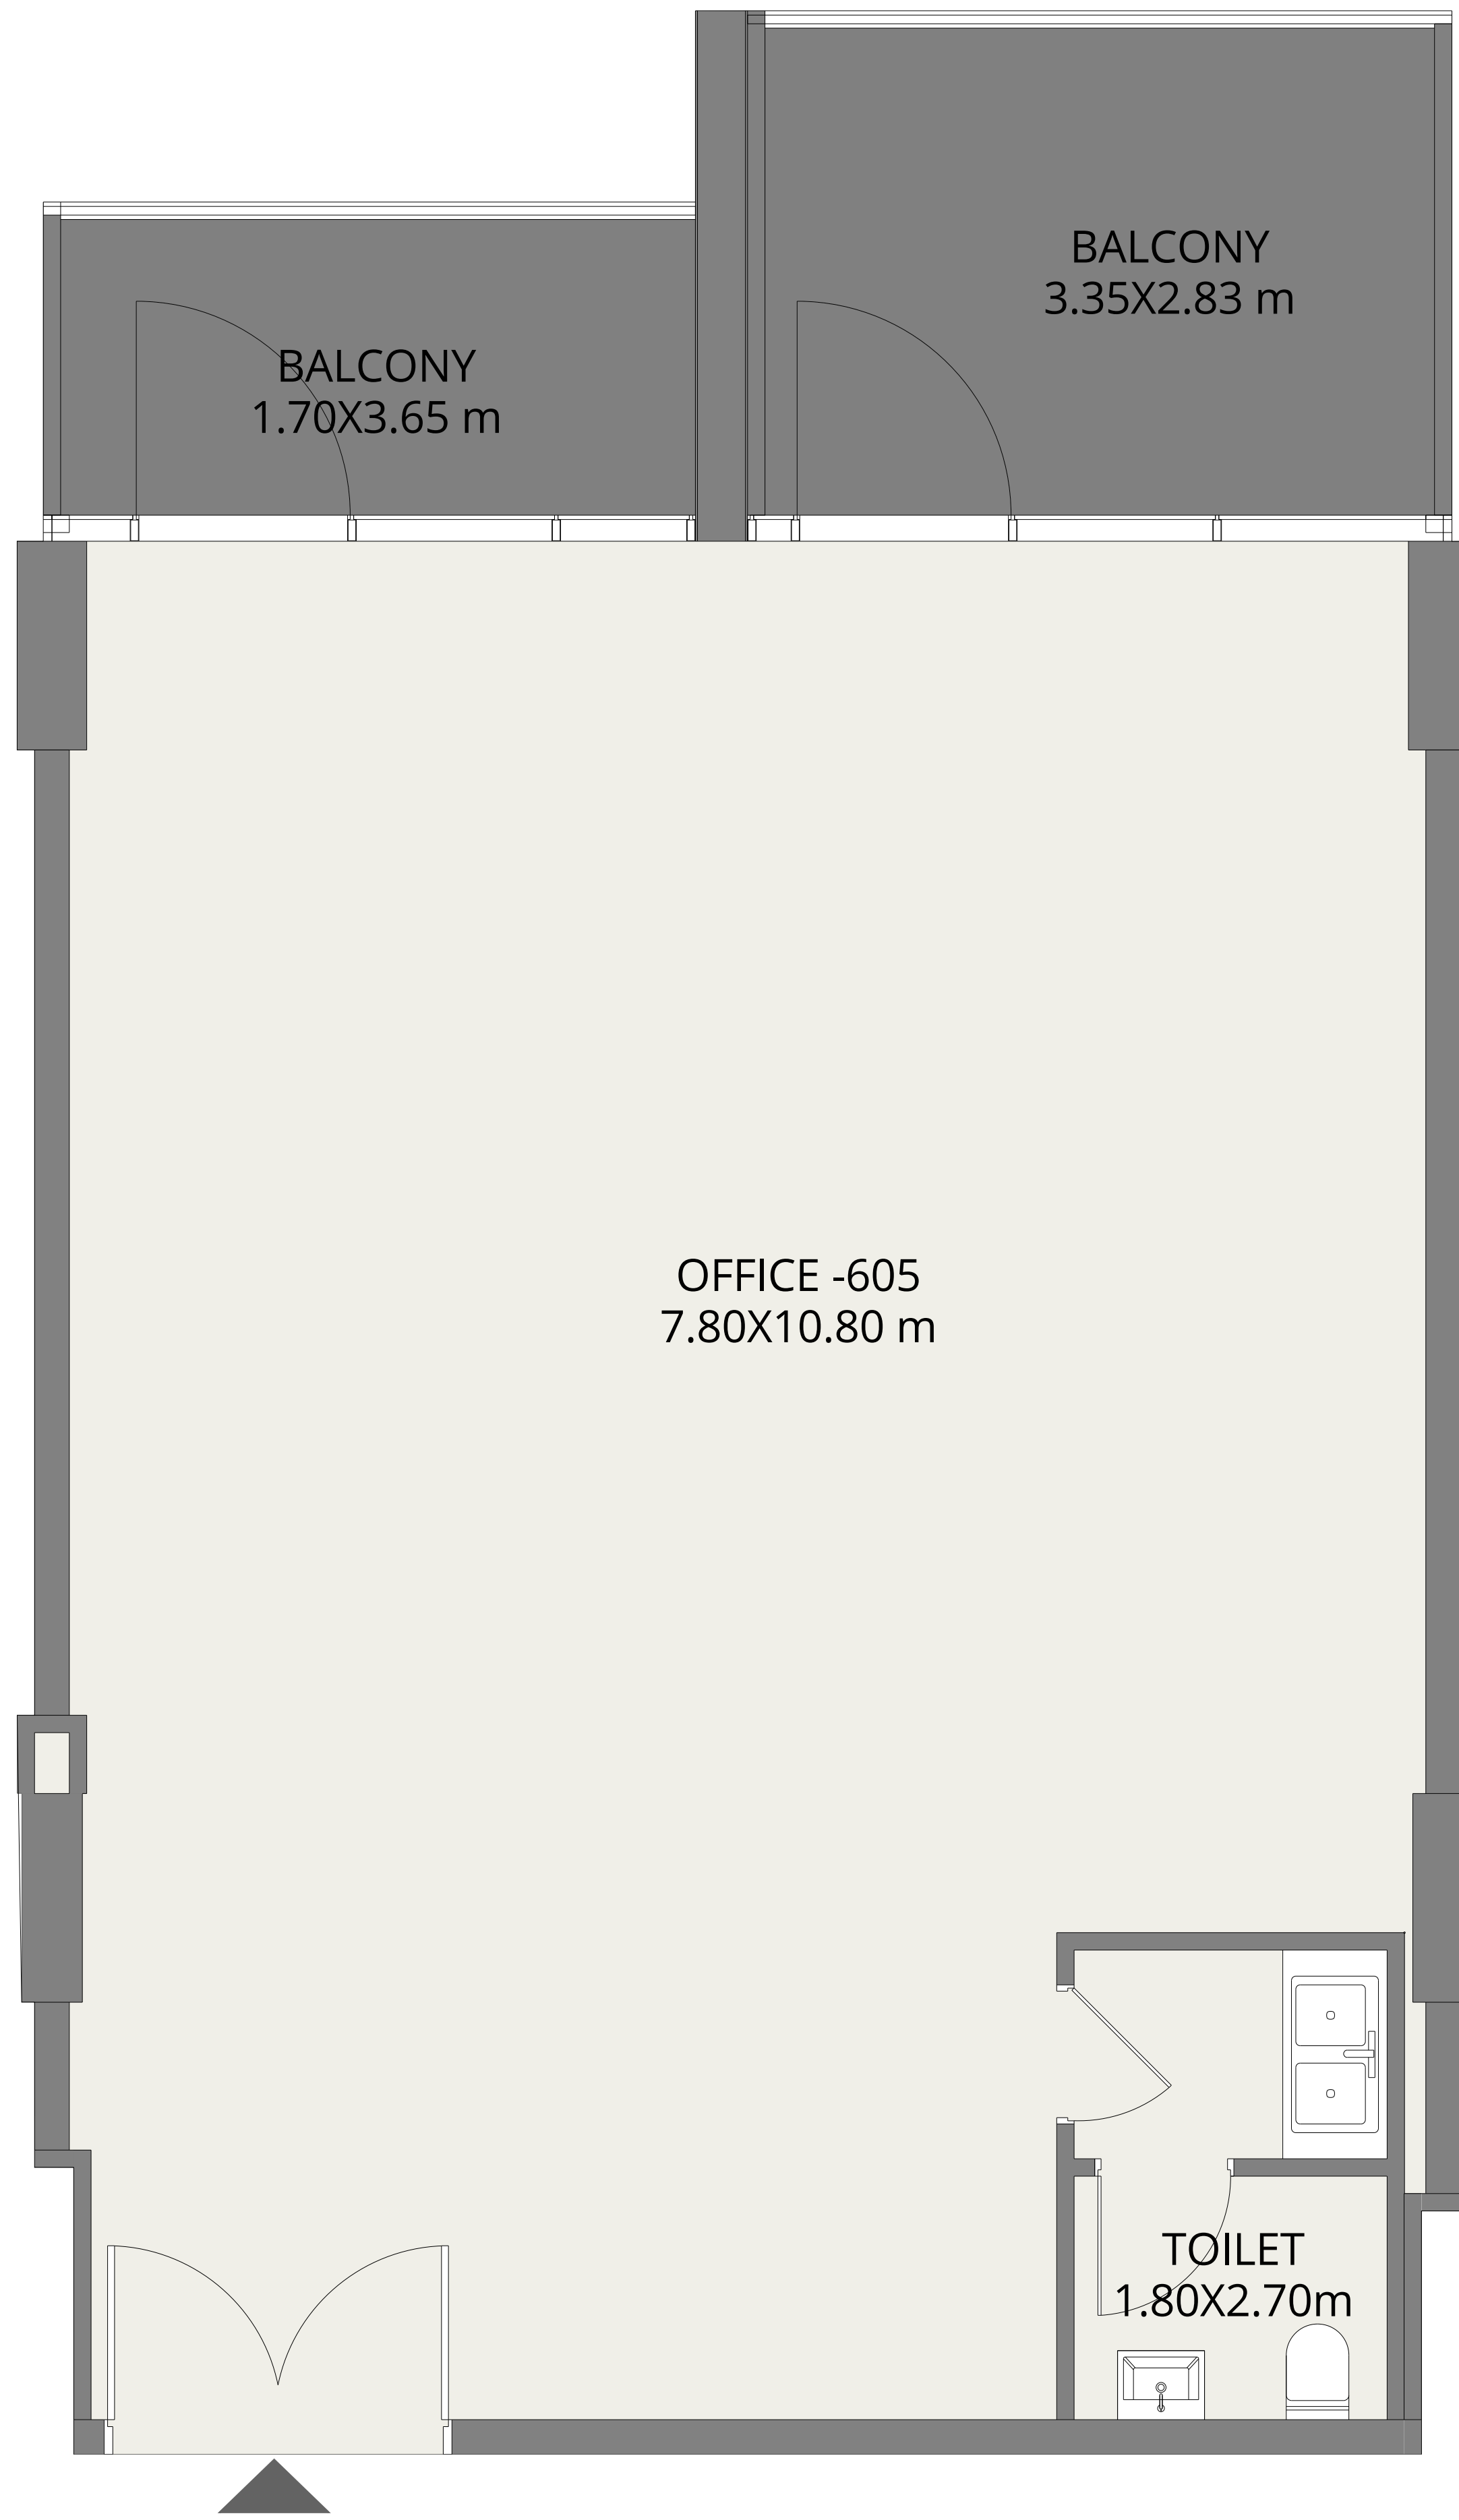 BALCONY
3.35X2.83 m
BALCONY
1.70X3.65 m
OFFICE -605
7.80X10.80 m
TOILET
1.80X2.70m